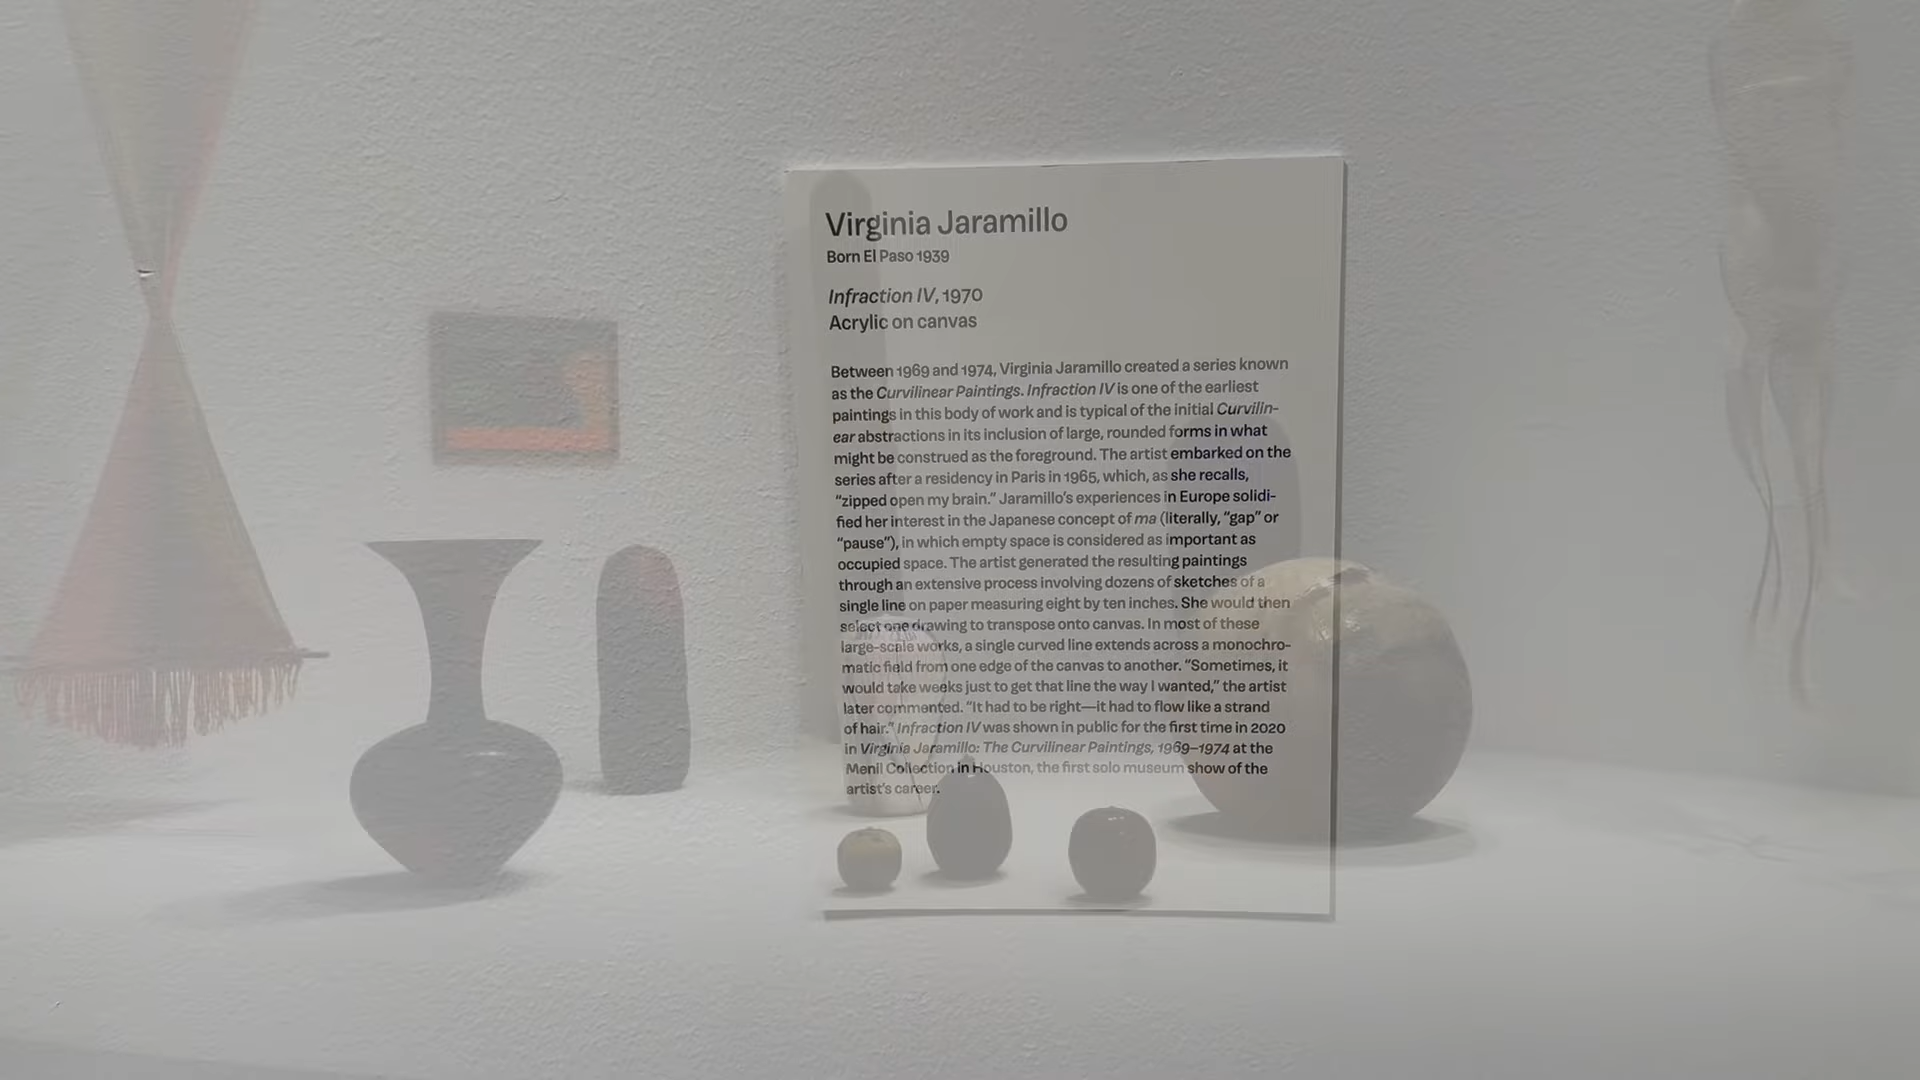 Virginia Jaramillo
Born El Paso 1939
Infraction IV, 1970
Acrylic on canvas
Between 1969 and 1974, Virginia Jaramillo created a series known
as the Curvilinear Paintings. Infraction IV is one of the earliest
paintings in this body of work and is typical of the initial Curvilin-
ear abstractions in its inclusion of large, rounded forms in what
might be construed as the foreground. The artist embarked on the
series after a residency in Paris in 1965, which, as she recalls,
“zipped open my brain.” Jaramillo’s experiences in Europe solidi-
fied her interest in the Japanese concept of ma (literally, “gap” or
“pause”), in which empty space is considered as important as
occupied space. The artist generated the resulting paintings
through an extensive process involving dozens of sketches of a
single line on paper measuring eight by ten inches. She would then
select one drawing to transpose onto canvas. In most of these
large-scale works, a single curved line extends across a monochro-
matic field from one edge of the canvas to another. “Sometimes, it
would take weeks just to get that line the way I wanted,” the artist
later commented. “It had to be right—it had to flow like a strand
of hair.” Infraction IV was shown in public for the first time in 2020
in Virginia Jaramillo: The Curvilinear Paintings, 1969–1974 at the
Menil Collection in Houston, the first solo museum show of the
artist’s career.